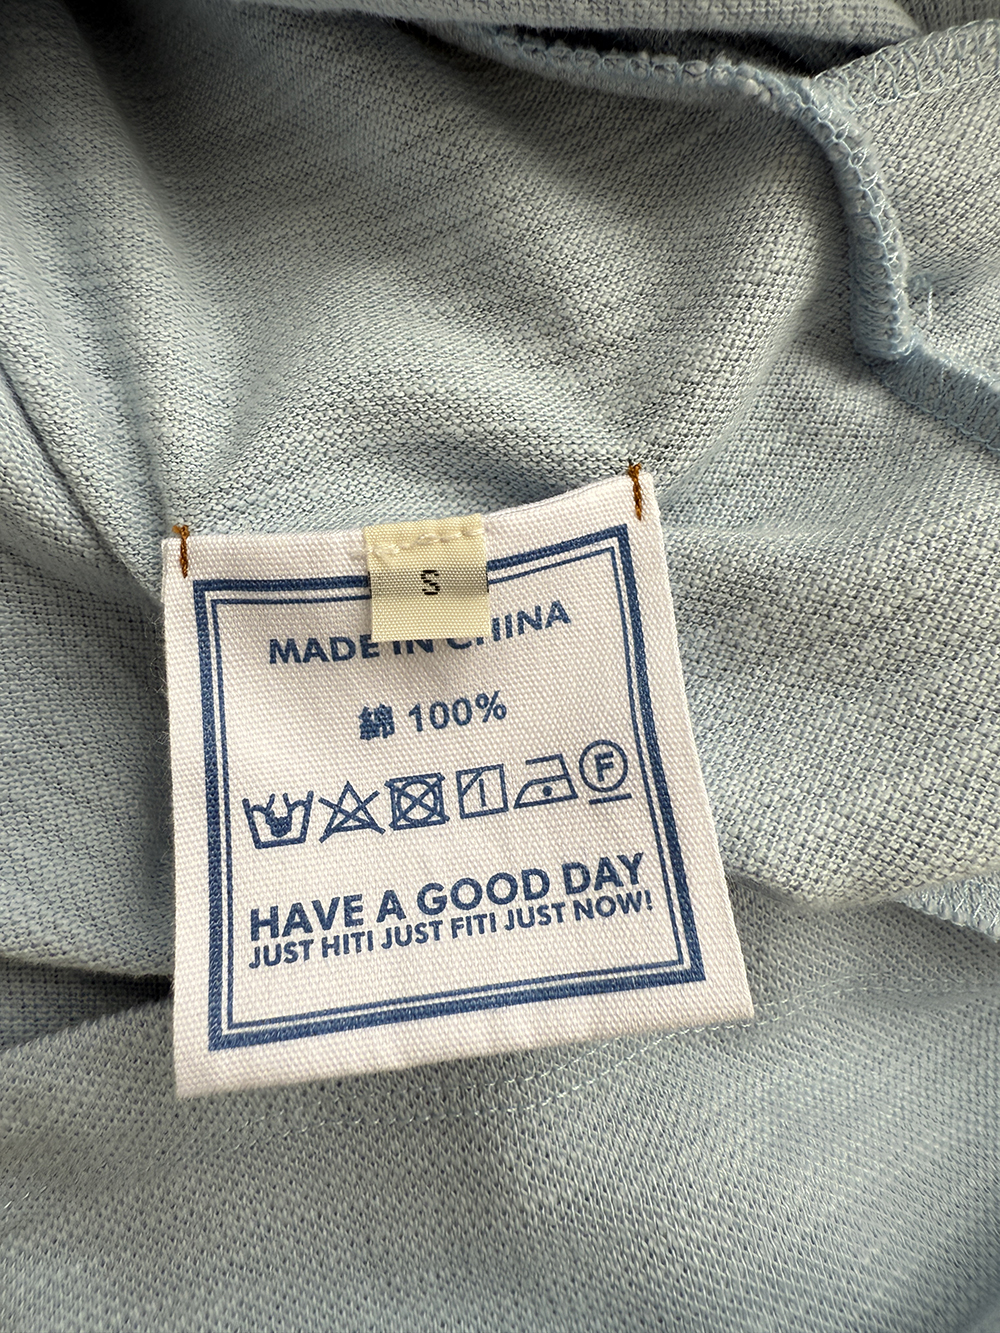 S
MADE IN CHINA
綿 100%
F
HAVE A GOOD DAY
JUST HITI JUST FITI JUST NOW!